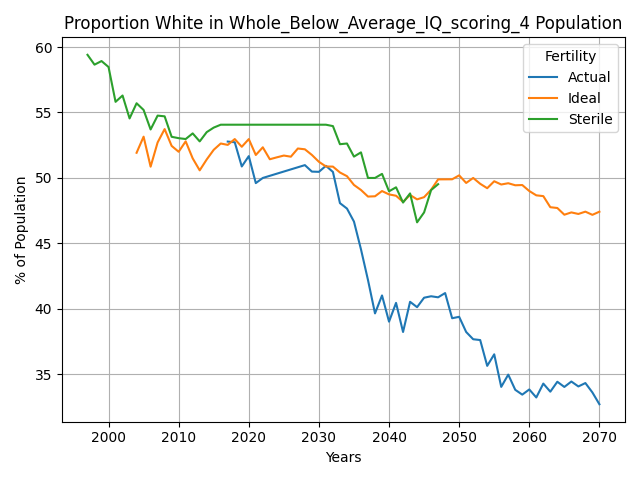 Proportion White in Whole_Below_Average_IQ_scoring_4 Population
% of Population
60
55
50
45
40
35
Fertility
Actual
Ideal
Sterile
2000 2010 2020 2030 2040 2050 2060 2070
Years